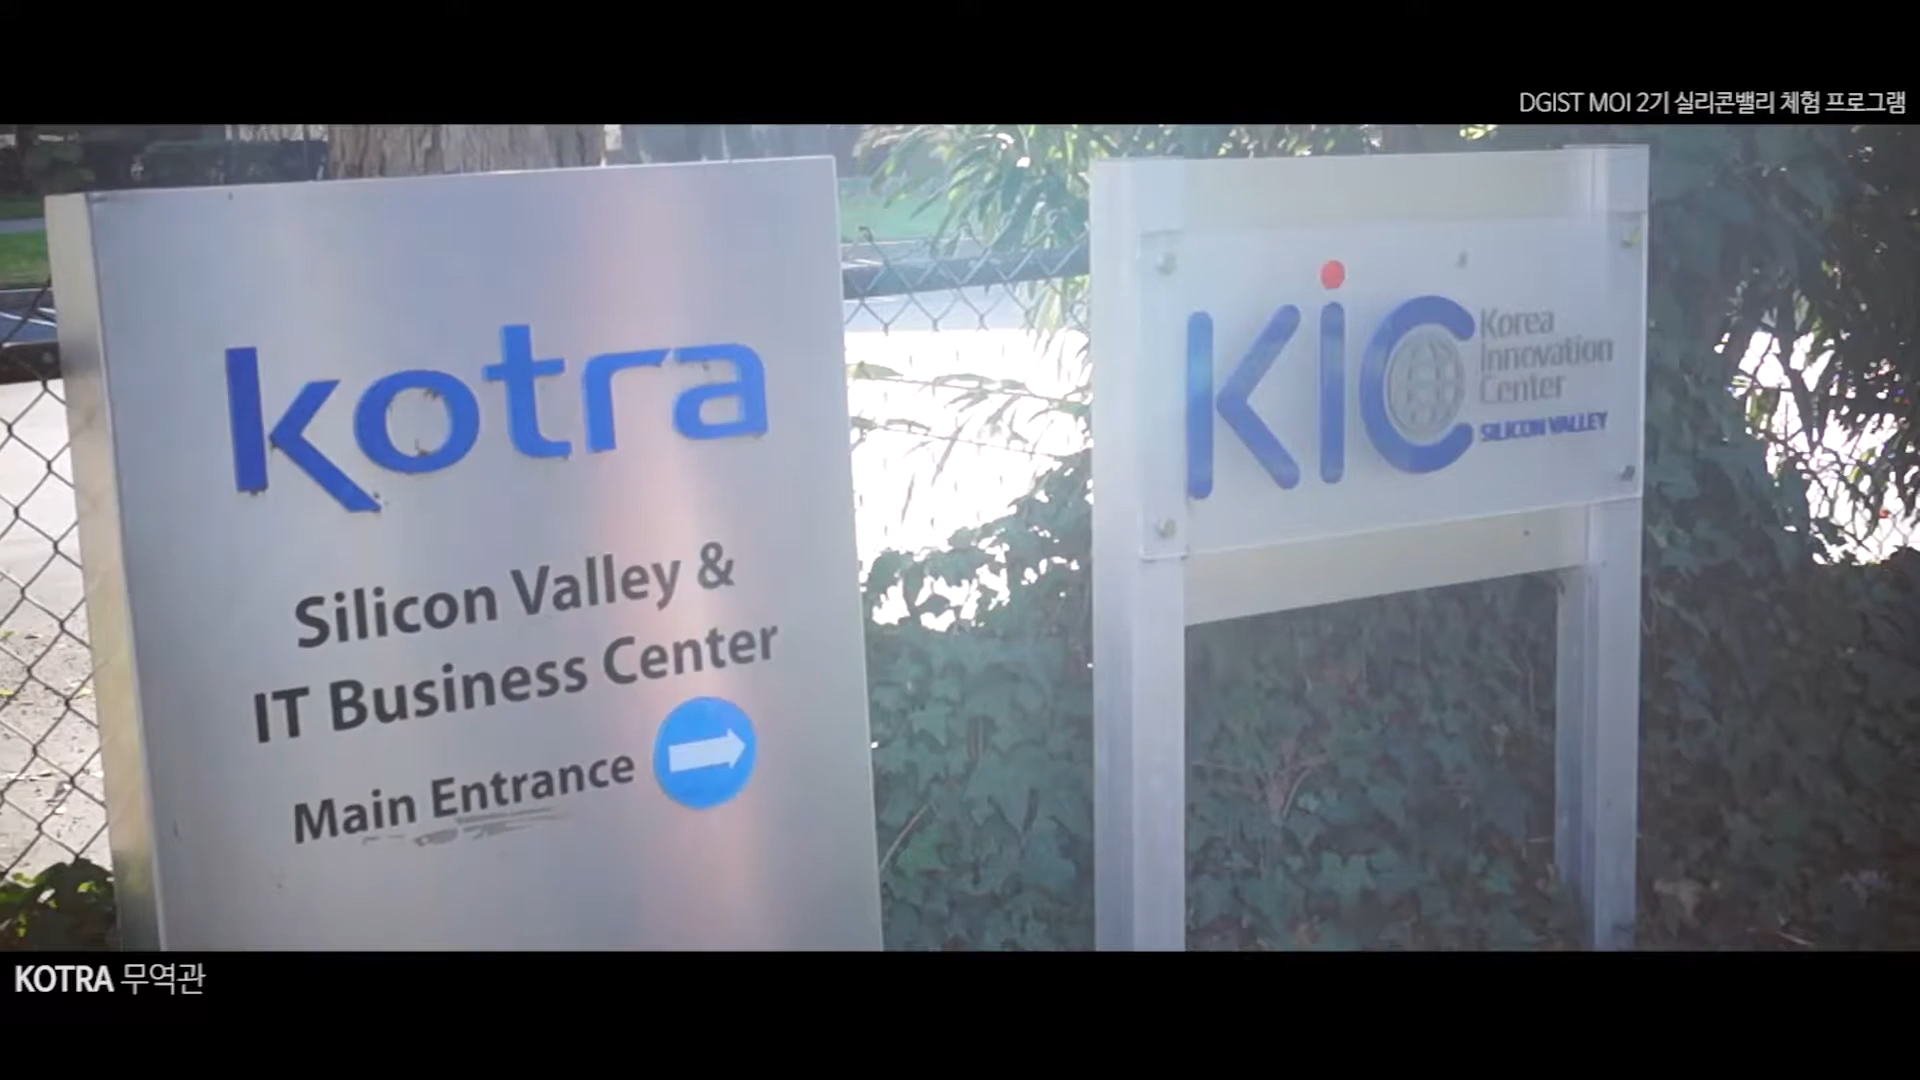 DGIST MOI 2기 실리콘밸리 체험 프로그램
kotra
Silicon Valley &
IT Business Center
Main Entrance
KiC
Korea
Innovation
Center
SILICON VALLEY
KOTRA 무역관